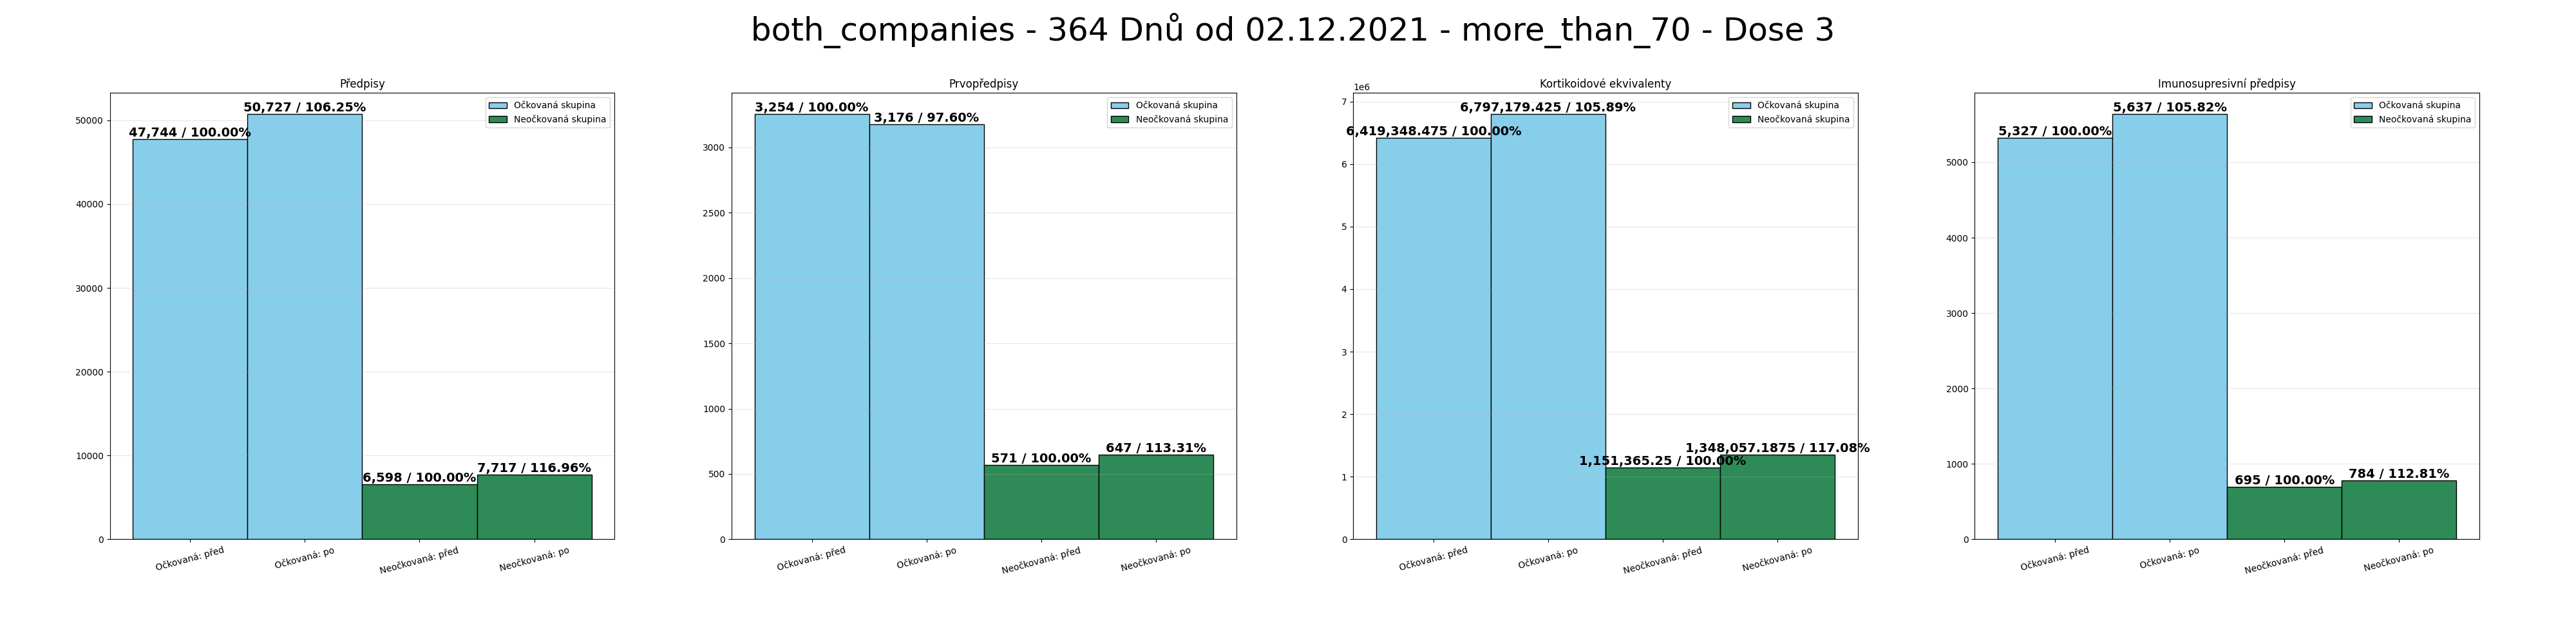 both_companies - 364 Dnů od 02.12.2021 - more_than_70 - Dose 3
Předpisy
50000
40000
30000
20000
10000
0
47,744 / 100.00%
50,727 / 106.25%
6,598 / 100.00%
7,717 / 116.96%
Očkovaná skupina
Neočkovaná skupina
Očkovaná: před
Očkovaná: po
Neočkovaná: před
Neočkovaná: po
Prvopředpisy
3000
2500
2000
1500
1000
500
0
3,254 / 100.00%
3,176 / 97.60%
571 / 100.00%
647 / 113.31%
Očkovaná skupina
Neočkovaná skupina
Očkovaná: před
Očkovaná: po
Neočkovaná: před
Neočkovaná: po
Kortikoidové ekvivalenty
1e6
7
6
5
4
3
2
1
0
6,419,348.475 / 100.00%
6,797,179.425 / 105.89%
1,151,365.25 / 100.00%
1,348,057.1875 / 117.08%
Očkovaná skupina
Neočkovaná skupina
Očkovaná: před
Očkovaná: po
Neočkovaná: před
Neočkovaná: po
Imunosupresivní předpisy
5000
4000
3000
2000
1000
0
5,327 / 100.00%
5,637 / 105.82%
695 / 100.00%
784 / 112.81%
Očkovaná skupina
Neočkovaná skupina
Očkovaná: před
Očkovaná: po
Neočkovaná: před
Neočkovaná: po